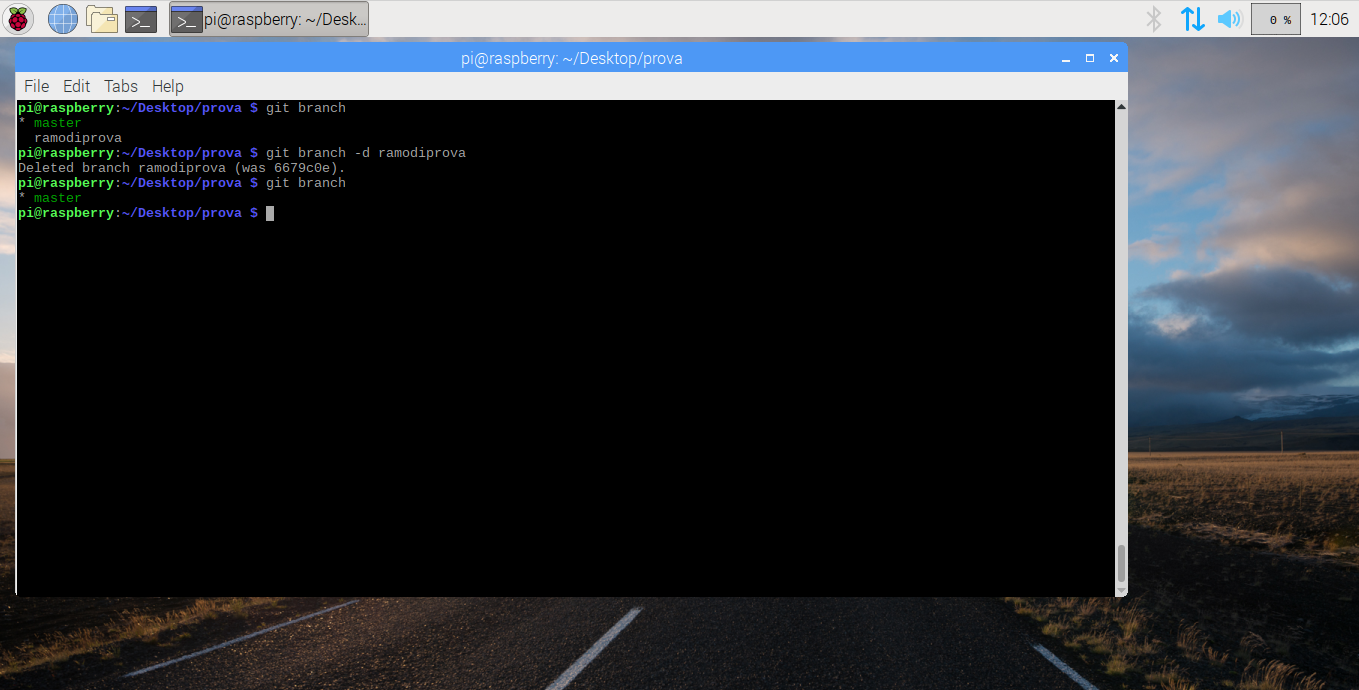 pi@raspberry: ~/Desk...
0 %
12:06
pi@raspberry: ~/Desktop/prova
File Edit Tabs Help
pi@raspberry:~/Desktop/prova $ git branch
* master
  ramodiprova
pi@raspberry:~/Desktop/prova $ git branch -d ramodiprova
Deleted branch ramodiprova (was 6679c0e).
pi@raspberry:~/Desktop/prova $ git branch
* master
pi@raspberry:~/Desktop/prova $